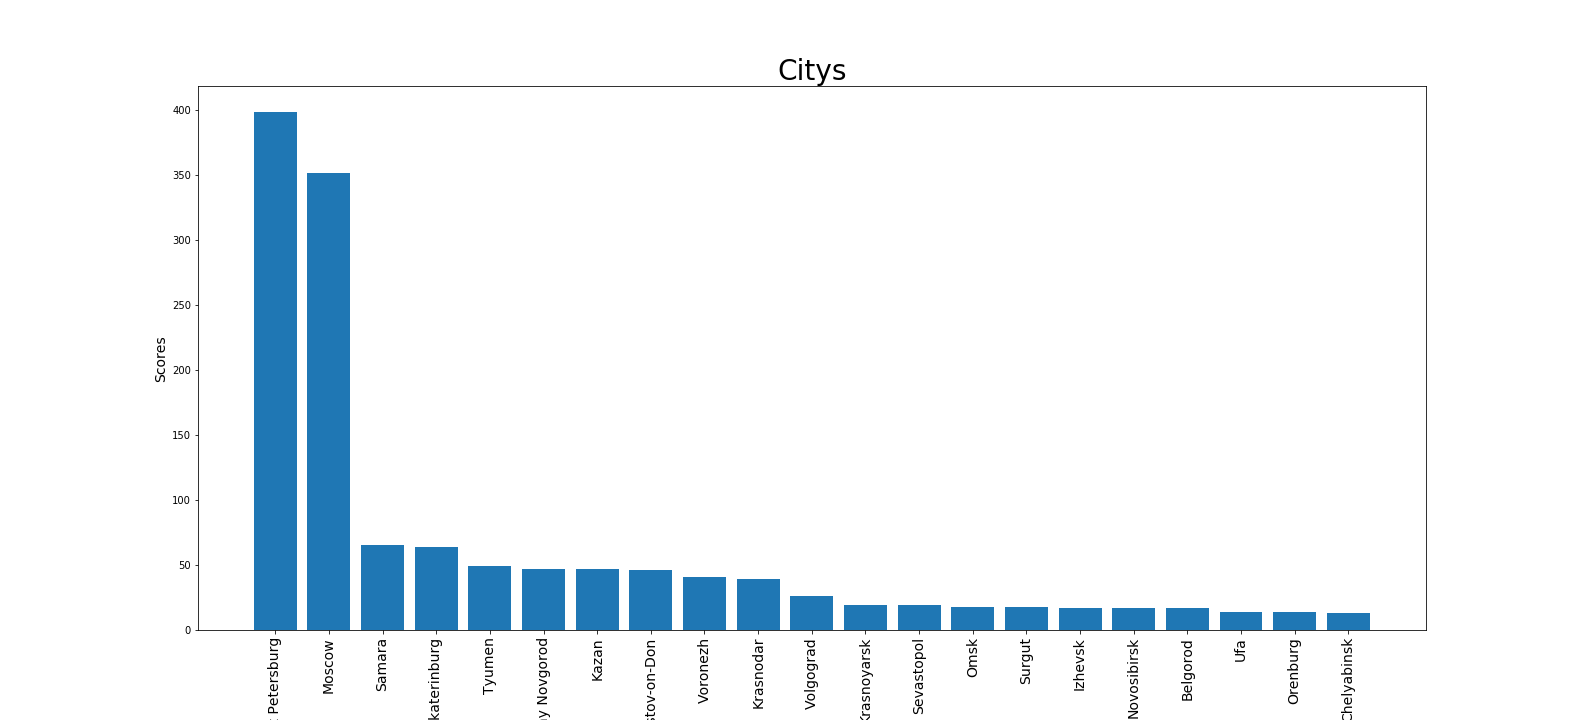 Citys
Scores
400
350
300
250
200
150
100
50
0
Petersburg
Moscow
Samara
katerinburg
Tyumen
y Novgorod
Kazan
stov-on-Don
Voronezh
Krasnodar
Volgograd
Krasnoyarsk
Sevastopol
Omsk
Surgut
Izhevsk
Novosibirsk
Belgorod
Ufa
Orenburg
Chelyabinsk